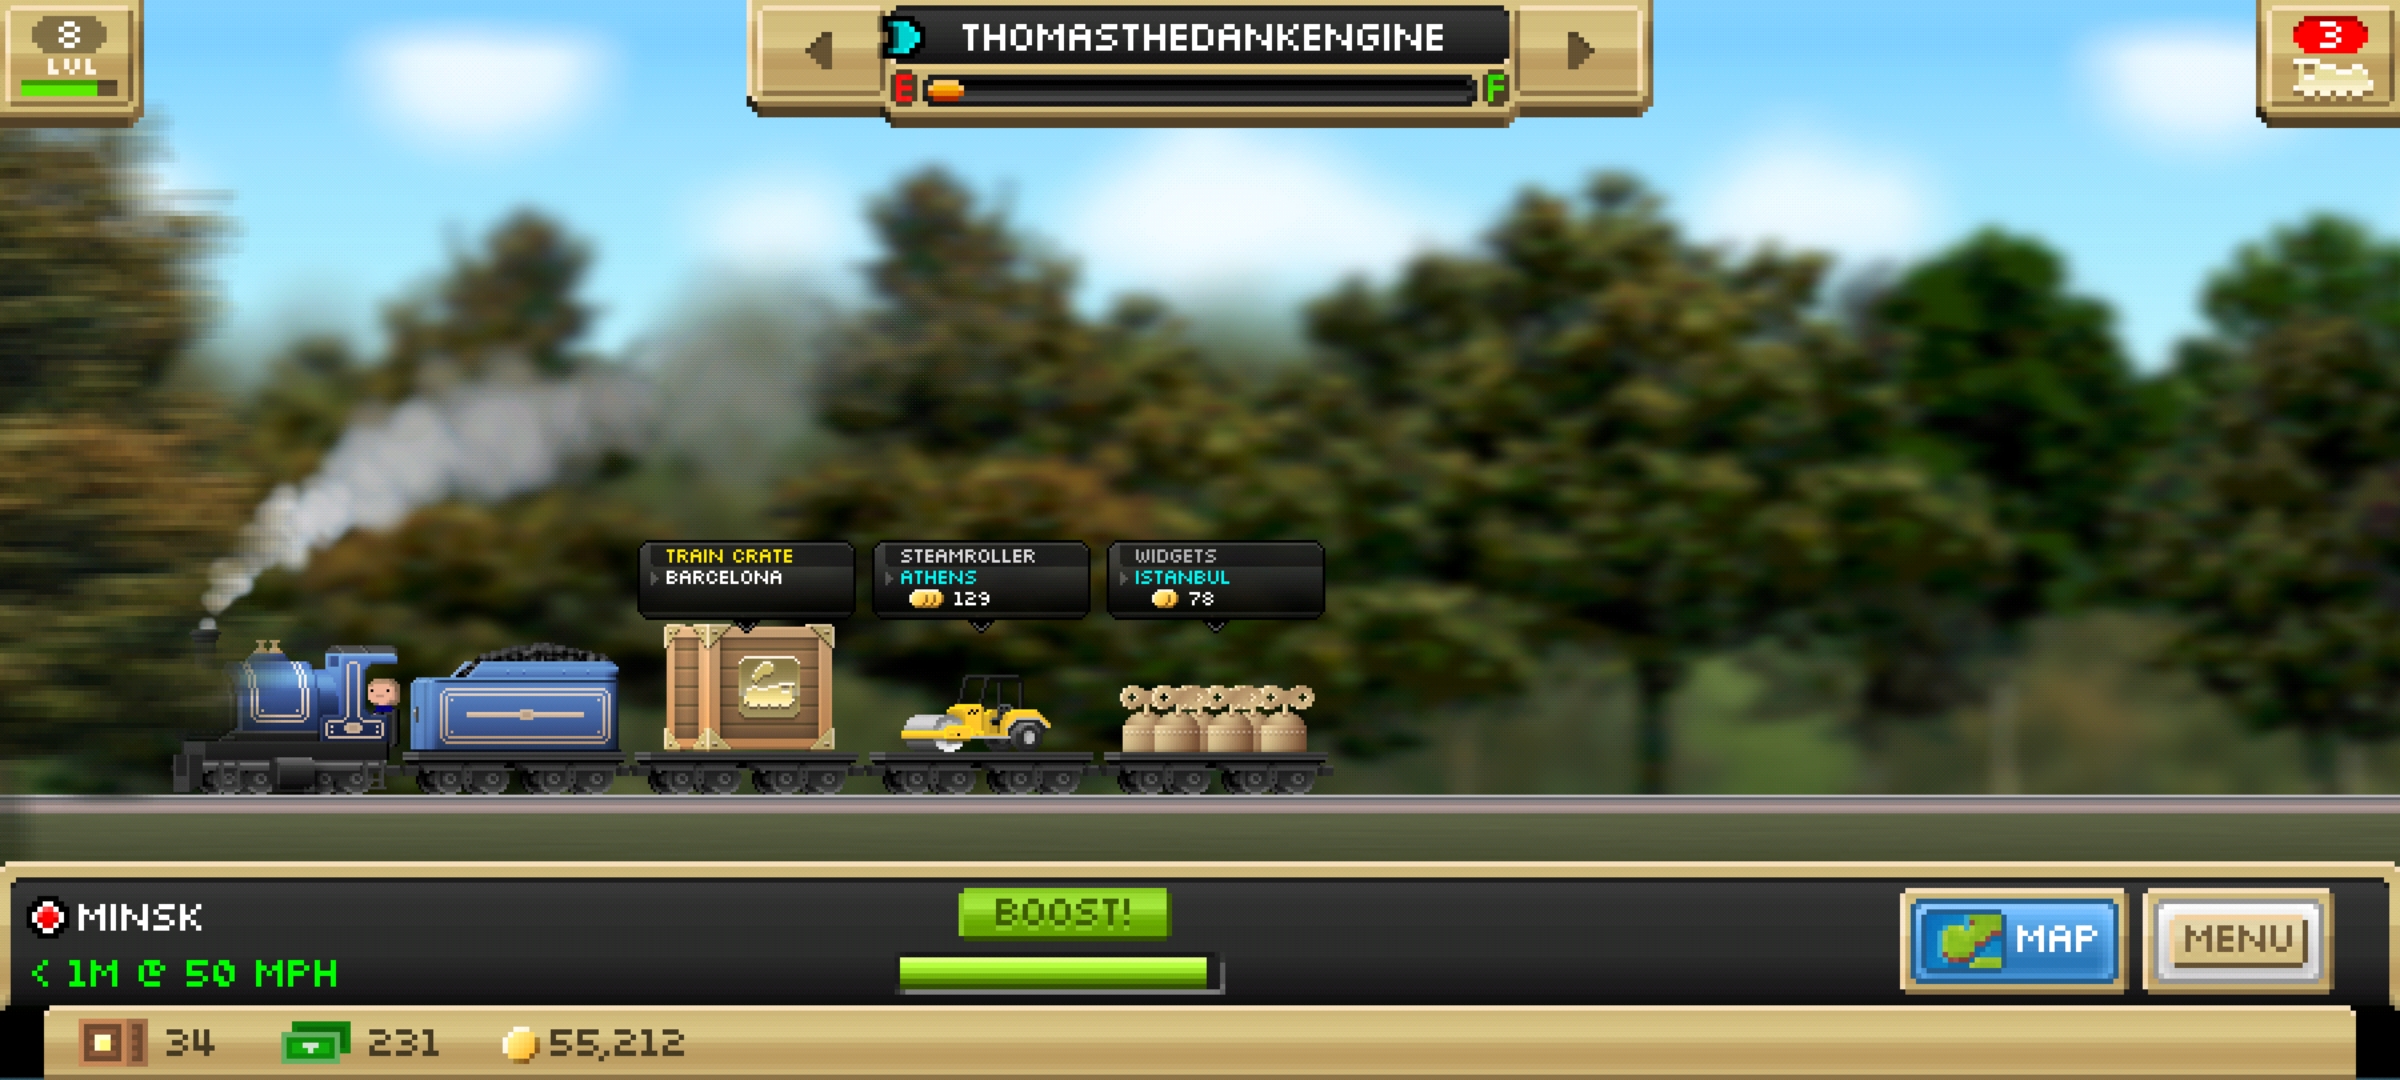 8
LVL
THOMASTHEDANKENGINE
E F
3
TRAIN CRATE
BARCELONA
STEAMROLLER
ATHENS
129
WIDGETS
ISTANBUL
78
MINSK
< 1M @ 50 MPH
BOOST!
MAP
MENU
34 231 55,212